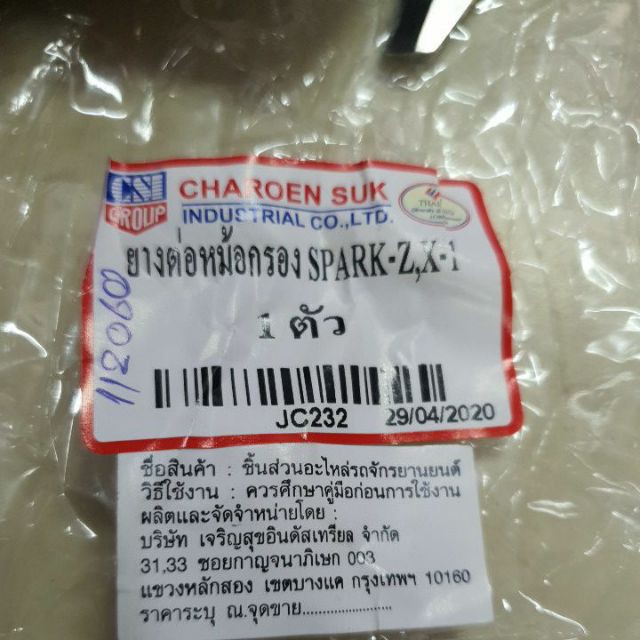 CSI GROUP
CHAROEN SUK
INDUSTRIAL CO.,LTD.
THAI
ยางต่อหม้อกรอง SPARK-Z,X-1
1 ตัว
JC232 29/04/2020
ชื่อสินค้า : ชิ้นส่วนอะไหล่รถจักรยานยนต์
วิธีใช้งาน : ควรศึกษาคู่มือก่อนการใช้งาน
ผลิตและจัดจำหน่ายโดย :
บริษัท เจริญสุขอินดัสเทรียล จำกัด
31,33 ซอยกาญจนาภิเษก 003
แขวงหลักสอง เขตบางแค กรุงเทพฯ 10160
ราคาระบุ ณ.จุดขาย......................